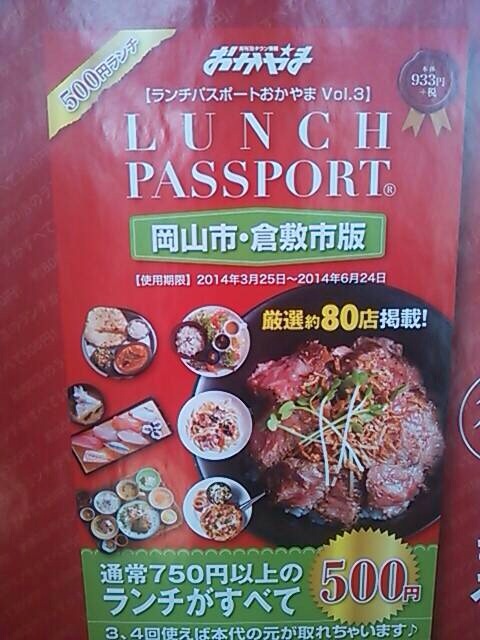 500円ランチ
おかやま
本体
933円
+税
【ランチパスポートおかやま Vol.3】
LUNCH
PASSPORT®
岡山市・倉敷市版
【使用期限】2014年3月25日〜2014年6月24日
厳選約80店掲載!
通常750円以上の
ランチがすべて
500円
3、4回使えば本代の元が取れちゃいます♪